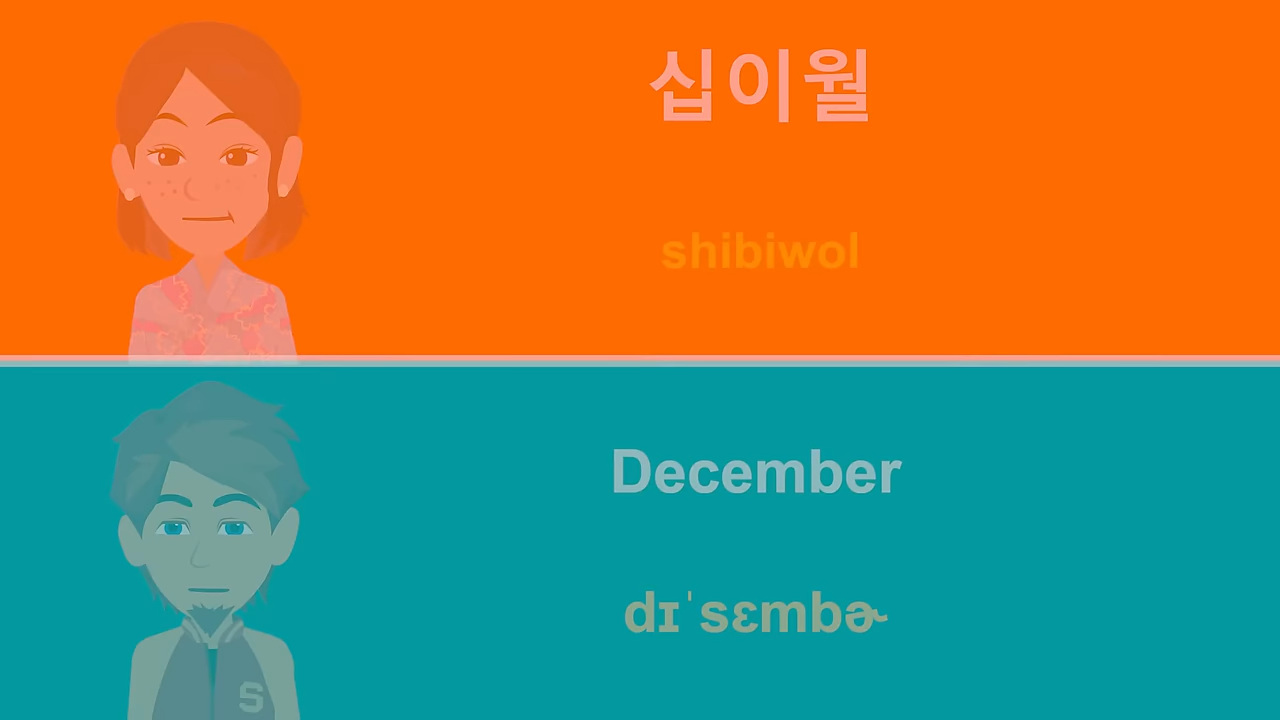 십이월
shibiwol
December
dɪˈsɛmbɚ
S